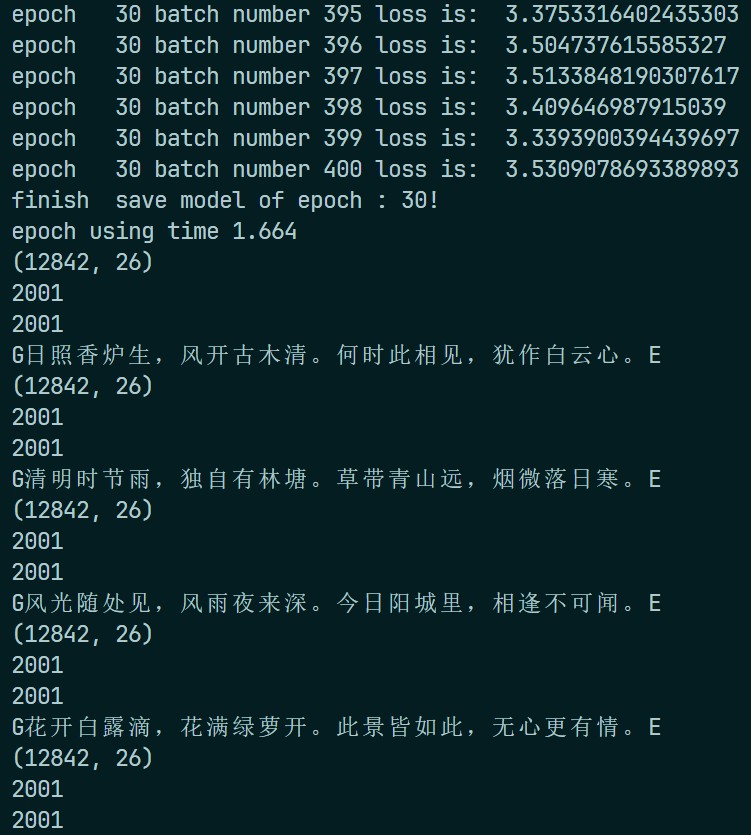 epoch   30 batch number 395 loss is:  3.3753316402435303
epoch   30 batch number 396 loss is:  3.504737615585327
epoch   30 batch number 397 loss is:  3.5133848190307617
epoch   30 batch number 398 loss is:  3.409646987915039
epoch   30 batch number 399 loss is:  3.3393900394439697
epoch   30 batch number 400 loss is:  3.5309078693389893
finish  save model of epoch : 30!
epoch using time 1.664
(12842, 26)
2001
2001
G日照香炉生，风开古木清。何时此相见，犹作白云心。E
(12842, 26)
2001
2001
G清明时节雨，独自有林塘。草带青山远，烟微落日寒。E
(12842, 26)
2001
2001
G风光随处见，风雨夜来深。今日阳城里，相逢不可闻。E
(12842, 26)
2001
2001
G花开白露滴，花满绿萝开。此景皆如此，无心更有情。E
(12842, 26)
2001
2001